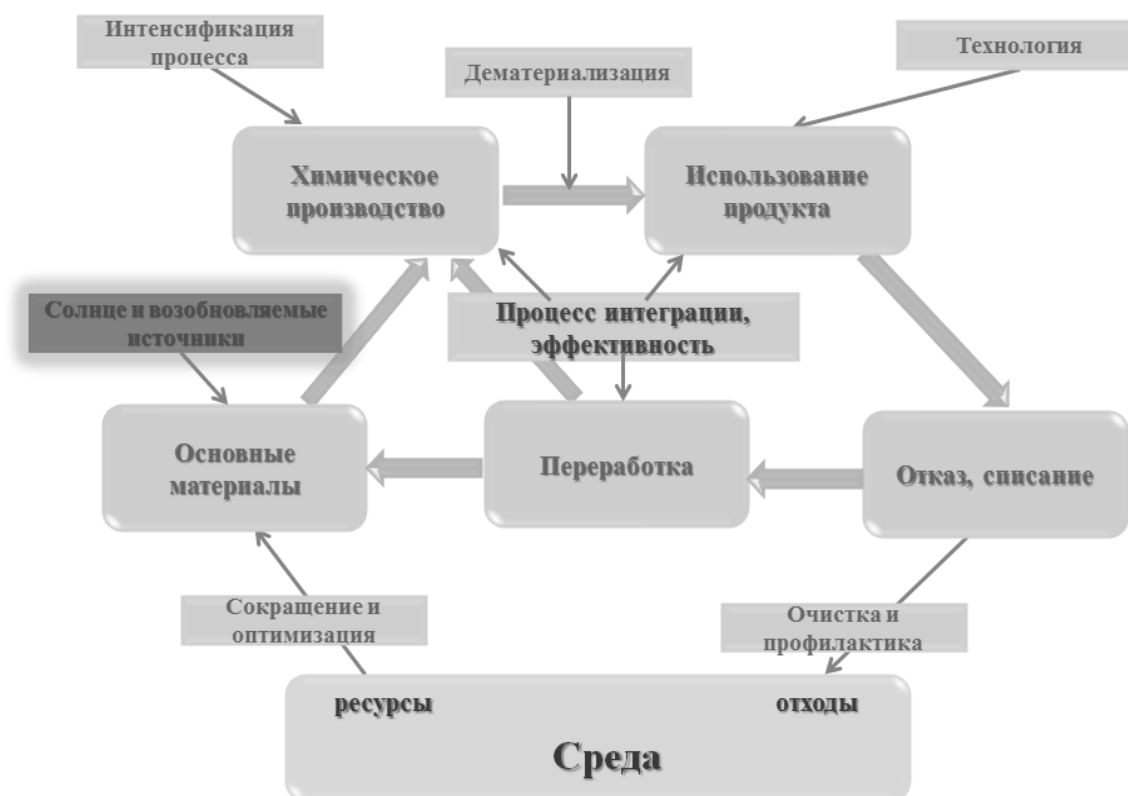 Интенсификация
процесса
Дематериализация
Технология
Химическое
производство
Использование
продукта
Солнце и возобновляемые
источники
Процесс интеграции,
эффективность
Основные
материалы
Переработка
Отказ, списание
Сокращение и
оптимизация
Очистка и
профилактика
ресурсы
отходы
Среда